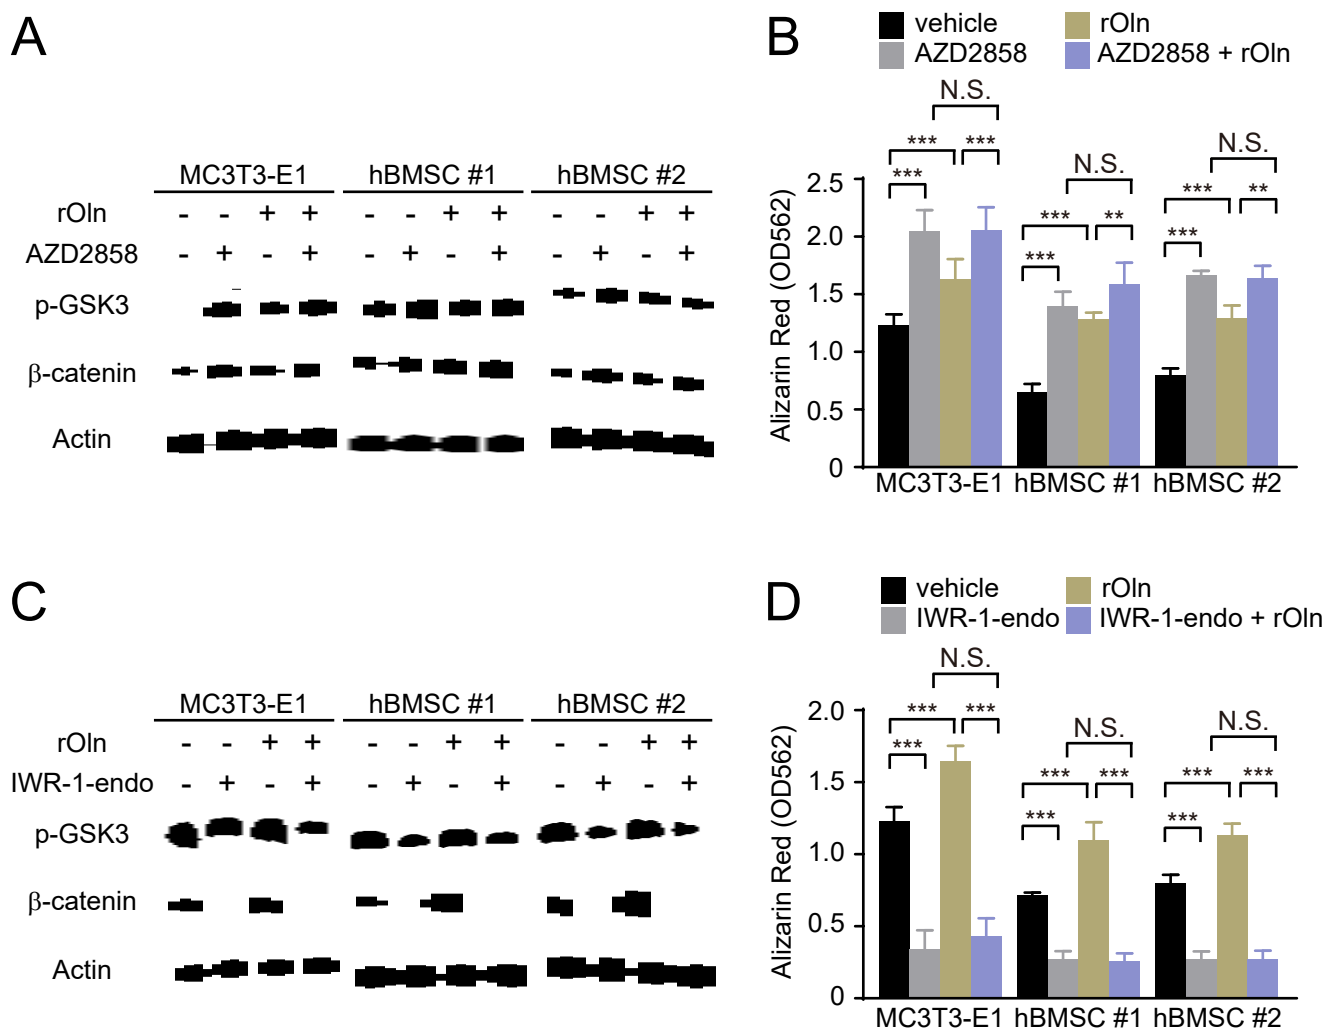 A
MC3T3-E1 hBMSC #1 hBMSC #2
rOln - - + + - - + + - - + +
AZD2858 - + - + - + - + - + - +
p-GSK3
β-catenin
Actin
B
vehicle rOln
AZD2858 AZD2858 + rOln
N.S.
*** ***
***
N.S.
*** **
***
N.S.
*** **
***
Alizarin Red (OD562)
2.5
2.0
1.5
1.0
0.5
0
MC3T3-E1 hBMSC #1 hBMSC #2
C
MC3T3-E1 hBMSC #1 hBMSC #2
rOln - - + + - - + + - - + +
IWR-1-endo - + - + - + - + - + - +
p-GSK3
β-catenin
Actin
D
vehicle rOln
IWR-1-endo IWR-1-endo + rOln
N.S.
*** ***
***
N.S.
*** ***
***
N.S.
*** ***
***
Alizarin Red (OD562)
2.0
1.5
1.0
0.5
0
MC3T3-E1 hBMSC #1 hBMSC #2